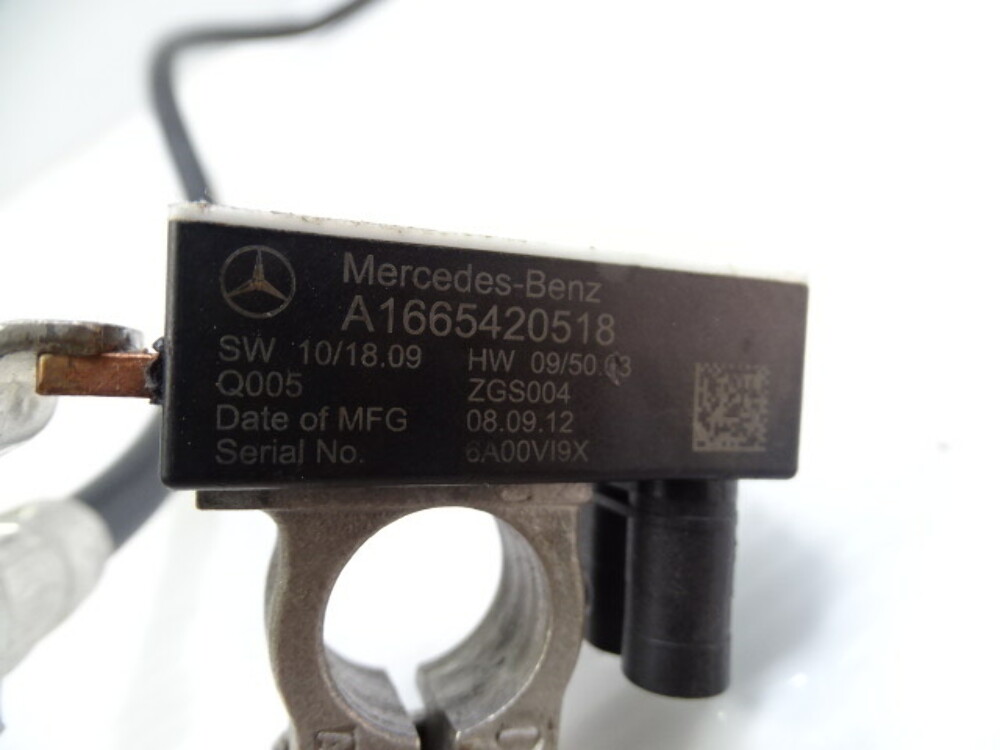 Mercedes-Benz
A1665420518
SW 10/18.09 HW 09/50.03
Q005 ZGS004
Date of MFG 08.09.12
Serial No. 6A00VI9X